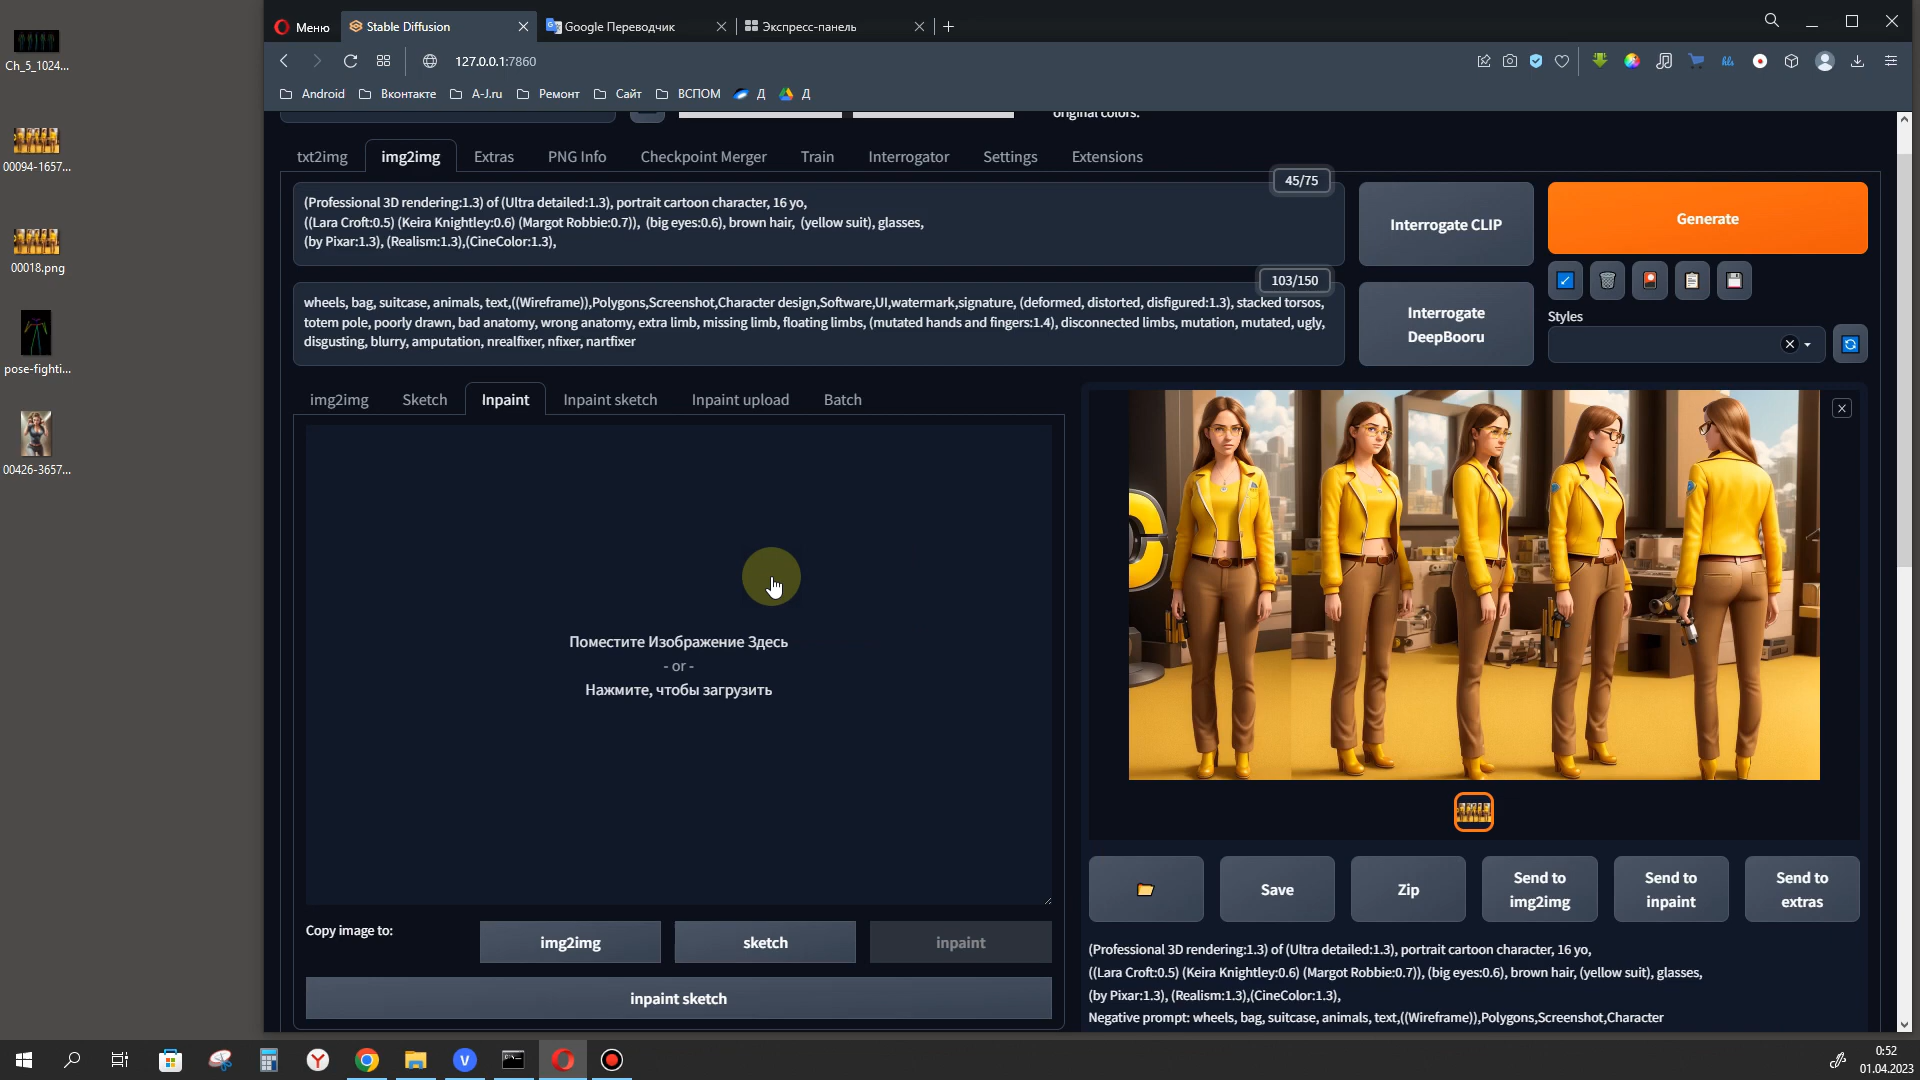 Ch_5_1024...
00094-1657...
00018.png
pose-fighti...
00426-3657...
Меню
Stable Diffusion
Google Переводчик
Экспресс-панель
127.0.0.1:7860
Android
Вконтакте
A-J.ru
Ремонт
Сайт
ВСПОМ
Д
Д
original colors.
txt2img
img2img
Extras
PNG Info
Checkpoint Merger
Train
Interrogator
Settings
Extensions
45/75
(Professional 3D rendering:1.3) of (Ultra detailed:1.3), portrait cartoon character, 16 yo,
((Lara Croft:0.5) (Keira Knightley:0.6) (Margot Robbie:0.7)), (big eyes:0.6), brown hair, (yellow suit), glasses,
(by Pixar:1.3), (Realism:1.3),(CineColor:1.3),
Interrogate CLIP
Generate
103/150
wheels, bag, suitcase, animals, text,((Wireframe)),Polygons,Screenshot,Character design,Software,UI,watermark,signature, (deformed, distorted, disfigured:1.3), stacked torsos,
totem pole, poorly drawn, bad anatomy, wrong anatomy, extra limb, missing limb, floating limbs, (mutated hands and fingers:1.4), disconnected limbs, mutation, mutated, ugly,
disgusting, blurry, amputation, nrealfixer, nfixer, nartfixer
Interrogate
DeepBooru
Styles
img2img
Sketch
Inpaint
Inpaint sketch
Inpaint upload
Batch
Поместите Изображение Здесь
- or -
Нажмите, чтобы загрузить
Copy image to:
img2img
sketch
inpaint
inpaint sketch
Save
Zip
Send to
img2img
Send to
inpaint
Send to
extras
(Professional 3D rendering:1.3) of (Ultra detailed:1.3), portrait cartoon character, 16 yo,
((Lara Croft:0.5) (Keira Knightley:0.6) (Margot Robbie:0.7)), (big eyes:0.6), brown hair, (yellow suit), glasses,
(by Pixar:1.3), (Realism:1.3),(CineColor:1.3),
Negative prompt: wheels, bag, suitcase, animals, text,((Wireframe)),Polygons,Screenshot,Character
0:52
01.04.2023